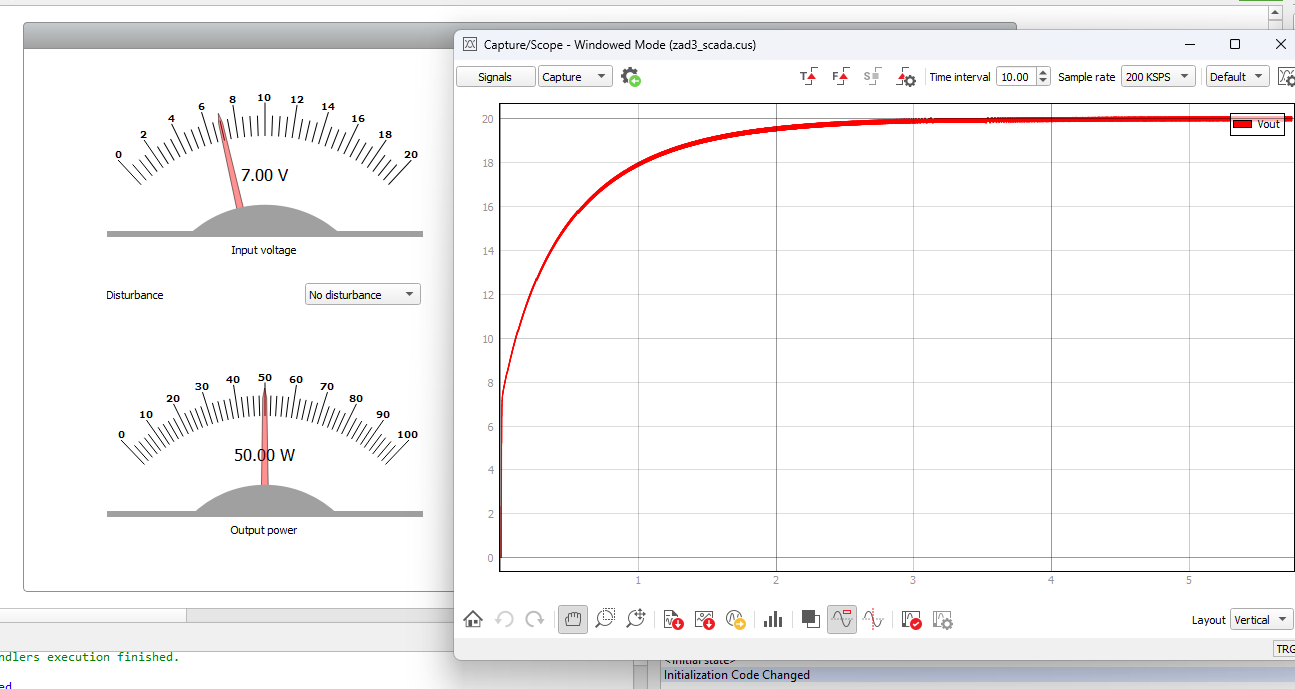 Capture/Scope - Windowed Mode (zad3_scada.cus)
Signals
Capture
T
F
S
Time interval
10.00
Sample rate
200 KSPS
Default
0 2 4 6 8 10 12 14 16 18 20
7.00 V
Input voltage
Disturbance
No disturbance
0 10 20 30 40 50 60 70 80 90 100
50.00 W
Output power
20
18
16
14
12
10
8
6
4
2
0
Vout
1 2 3 4 5
Layout
Vertical
TRG
ndlers execution finished.
ed
<Initial state>
Initialization Code Changed